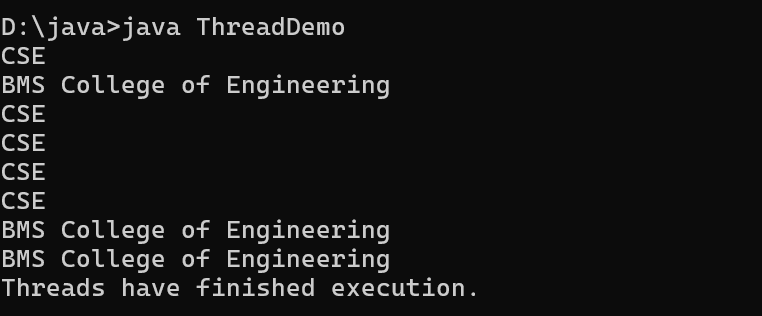 D:\java>java ThreadDemo
CSE
BMS College of Engineering
CSE
CSE
CSE
CSE
BMS College of Engineering
BMS College of Engineering
Threads have finished execution.